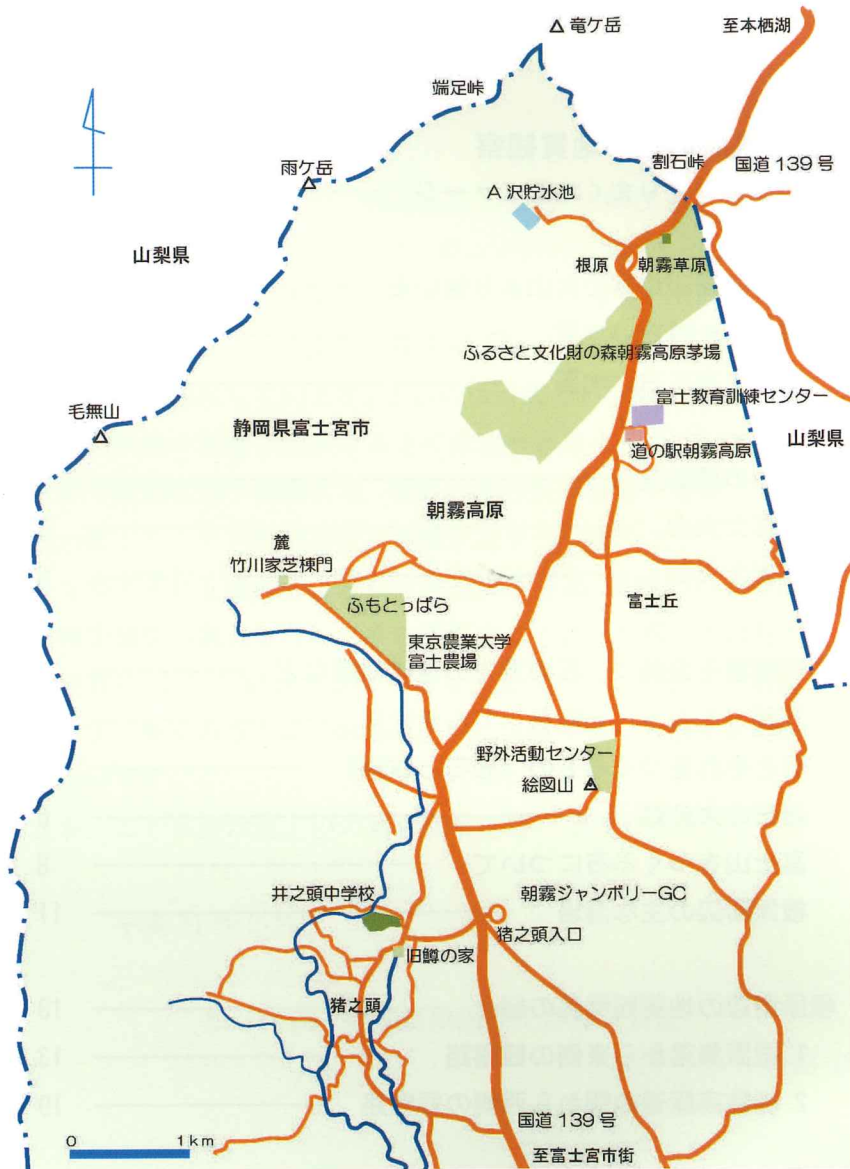 竜ケ岳
至本栖湖
端足峠
雨ケ岳
割石峠
国道139号
A沢貯水池
山梨県
根原
朝霧草原
ふるさと文化財の森朝霧高原茅場
毛無山
静岡県富士宮市
富士教育訓練センター
道の駅朝霧高原
山梨県
朝霧高原
麓
竹川家芝棟門
ふもとっぱら
富士丘
東京農業大学
富士農場
野外活動センター
絵図山
井之頭中学校
朝霧ジャンボリーGC
猪之頭入口
旧鱒の家
猪之頭
国道139号
0 1km
至富士宮市街